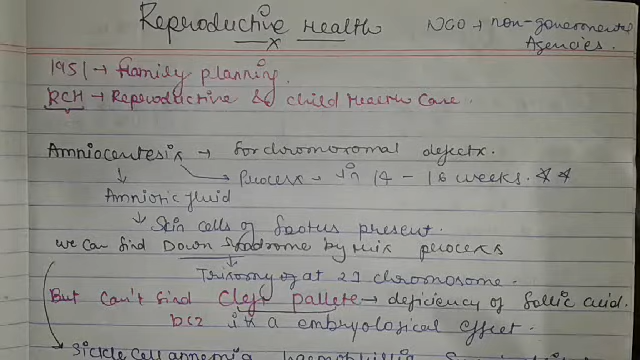 Reproductive Health
NGO → non-governmental
Agencies.
1951 → Family planning.
RCH → Reproductive & child Health Care.
Amniocentesis → for chromosomal defects.
Process → in 14 - 16 weeks. ☆☆
Amniotic fluid
↓ Skin cells of foetus present.
we can find Down Syndrome by this process
Trisomy of at 21 chromosome.
But can't find Cleft pallete → deficiency of follic acid.
bcz it is a embryological effect.
Sickle cell anemia, haemophilia